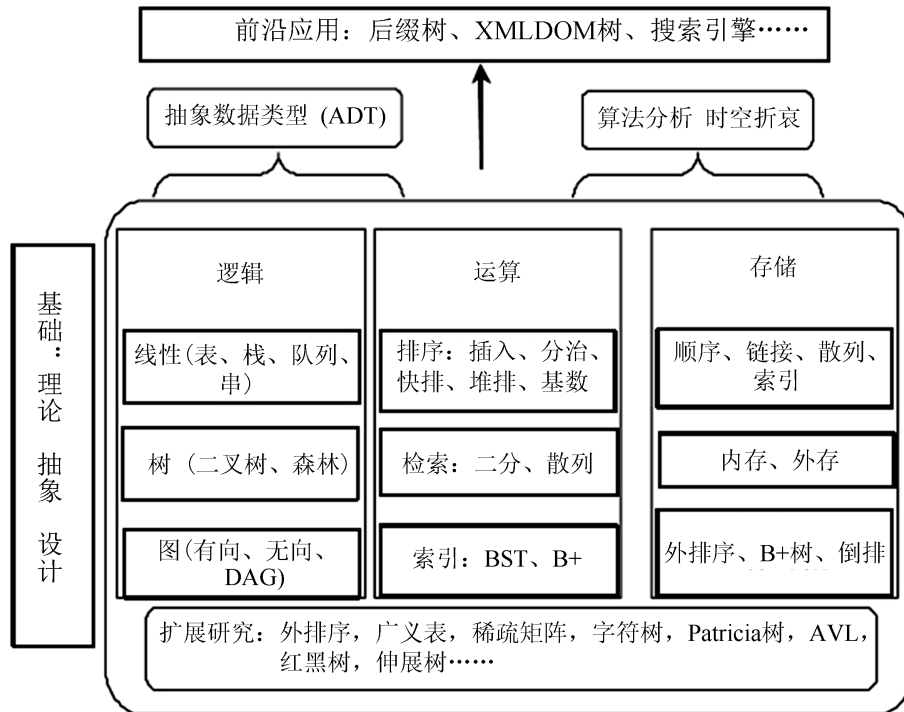 前沿应用：后缀树、XMLDOM树、搜索引擎……
抽象数据类型 (ADT)
算法分析 时空折衷
基础：理论 抽象 设计
逻辑
线性(表、栈、队列、
串)
树 (二叉树、森林)
图(有向、无向、
DAG)
运算
排序：插入、分治、
快排、堆排、基数
检索：二分、散列
索引：BST、B+
存储
顺序、链接、散列、
索引
内存、外存
外排序、B+树、倒排
扩展研究：外排序，广义表，稀疏矩阵，字符树，Patricia树，AVL，
红黑树，伸展树……